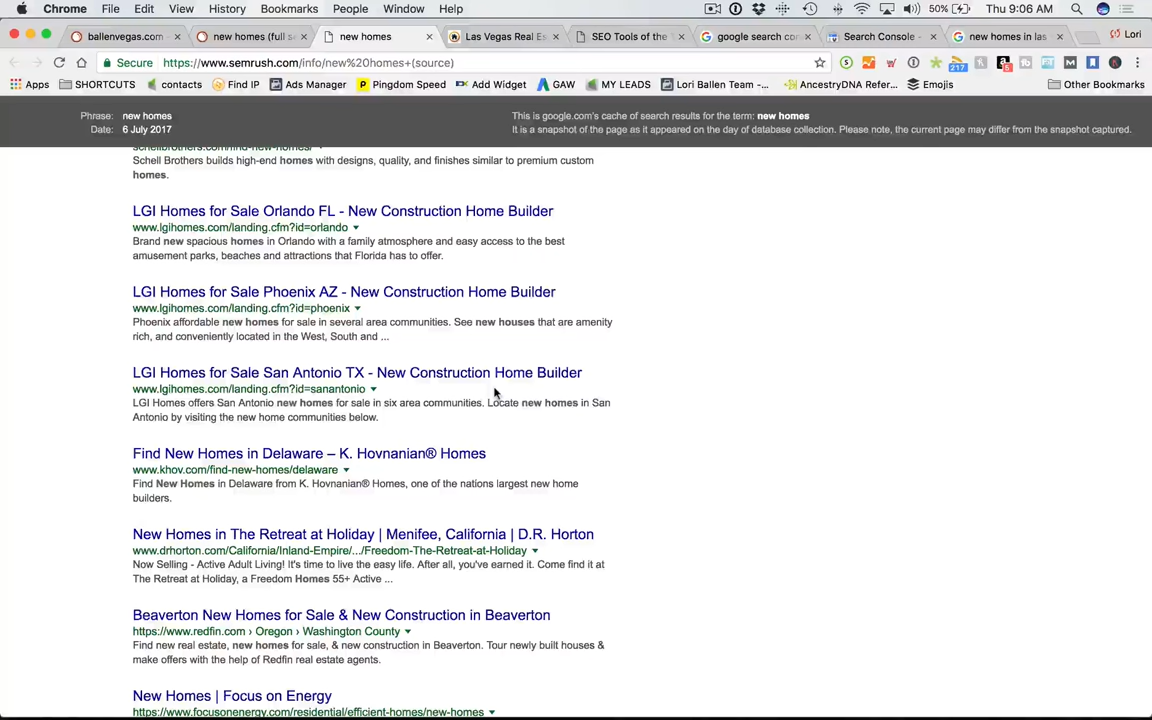 Chrome File Edit View History Bookmarks People Window Help 50% Thu 9:06 AM
ballenvegas.com new homes (full s new homes Las Vegas Real Es SEO Tools of the google search con Search Console - new homes in las Lori
Secure https://www.semrush.com/info/new%20homes+(source)
Apps SHORTCUTS contacts Find IP Ads Manager Pingdom Speed Add Widget GAW MY LEADS Lori Ballen Team -... AncestryDNA Refer... Emojis Other Bookmarks
217
Phrase: new homes This is google.com's cache of search results for the term: new homes
Date: 6 July 2017 It is a snapshot of the page as it appeared on the day of database collection. Please note, the current page may differ from the snapshot captured.
schellbrothers.com/find-new-homes/
Schell Brothers builds high-end homes with designs, quality, and finishes similar to premium custom
homes.
LGI Homes for Sale Orlando FL - New Construction Home Builder
www.lgihomes.com/landing.cfm?id=orlando
Brand new spacious homes in Orlando with a family atmosphere and easy access to the best
amusement parks, beaches and attractions that Florida has to offer.
LGI Homes for Sale Phoenix AZ - New Construction Home Builder
www.lgihomes.com/landing.cfm?id=phoenix
Phoenix affordable new homes for sale in several area communities. See new houses that are amenity
rich, and conveniently located in the West, South and ...
LGI Homes for Sale San Antonio TX - New Construction Home Builder
www.lgihomes.com/landing.cfm?id=sanantonio
LGI Homes offers San Antonio new homes for sale in six area communities. Locate new homes in San
Antonio by visiting the new home communities below.
Find New Homes in Delaware – K. Hovnanian® Homes
www.khov.com/find-new-homes/delaware
Find New Homes in Delaware from K. Hovnanian® Homes, one of the nations largest new home
builders.
New Homes in The Retreat at Holiday | Menifee, California | D.R. Horton
www.drhorton.com/California/Inland-Empire/.../Freedom-The-Retreat-at-Holiday
Now Selling - Active Adult Living! It's time to live the easy life. After all, you've earned it. Come find it at
The Retreat at Holiday, a Freedom Homes 55+ Active ...
Beaverton New Homes for Sale & New Construction in Beaverton
https://www.redfin.com › Oregon › Washington County
Find new real estate, new homes for sale, & new construction in Beaverton. Tour newly built houses &
make offers with the help of Redfin real estate agents.
New Homes | Focus on Energy
www.focusonenergy.com/residential/efficient-homes/new-homes